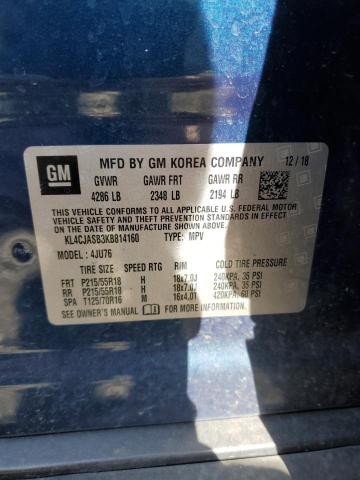 GM
MFD BY GM KOREA COMPANY 12/18
GVWR GAWR FRT GAWR RR
4286 LB 2348 LB 2194 LB
THIS VEHICLE CONFORMS TO ALL APPLICABLE U.S. FEDERAL MOTOR
VEHICLE SAFETY AND THEFT PREVENTION STANDARDS IN EFFECT
ON THE DATE OF MANUFACTURE SHOWN ABOVE.
KL4CJASB3KB814160 TYPE: MPV
MODEL: 4JU76
TIRE SIZE SPEED RTG RIM COLD TIRE PRESSURE
FRT P215/55R18 H 18x7.0J 240KPA, 35 PSI
RR P215/55R18 H 18x7.0J 240KPA, 35 PSI
SPA T125/70R16 M 16x4.0T 420KPA, 60 PSI
SEE OWNER'S MANUAL FOR MORE INFORMATION.